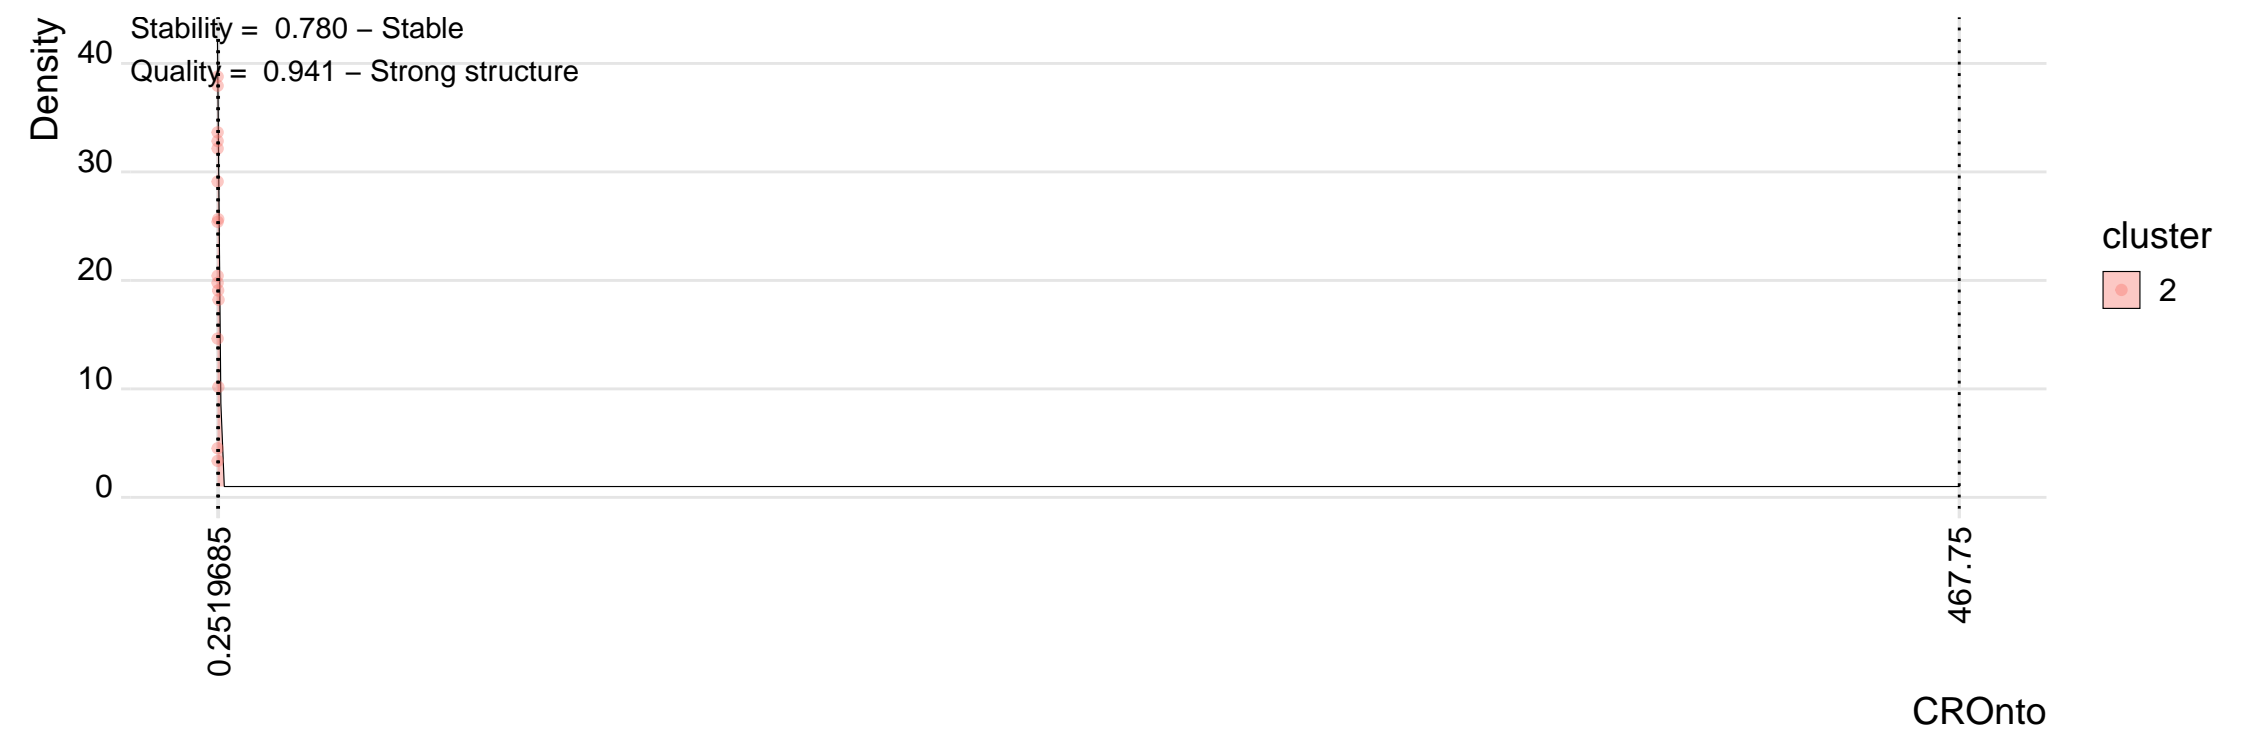 Density
Stability = 0.780 – Stable
Quality = 0.941 – Strong structure
40
30
20
10
0
0.2519685
467.75
CROnto
cluster
2